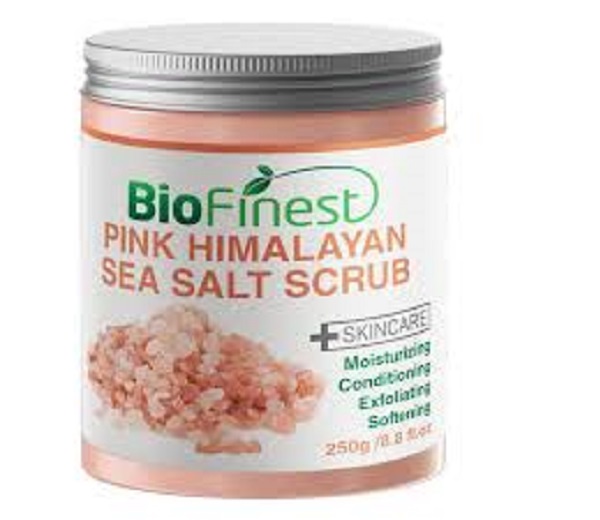 BioFinest
PINK HIMALAYAN
SEA SALT SCRUB
+SKINCARE
Moisturizing
Conditioning
Exfoliating
Softening
250g /8.8 fl.oz